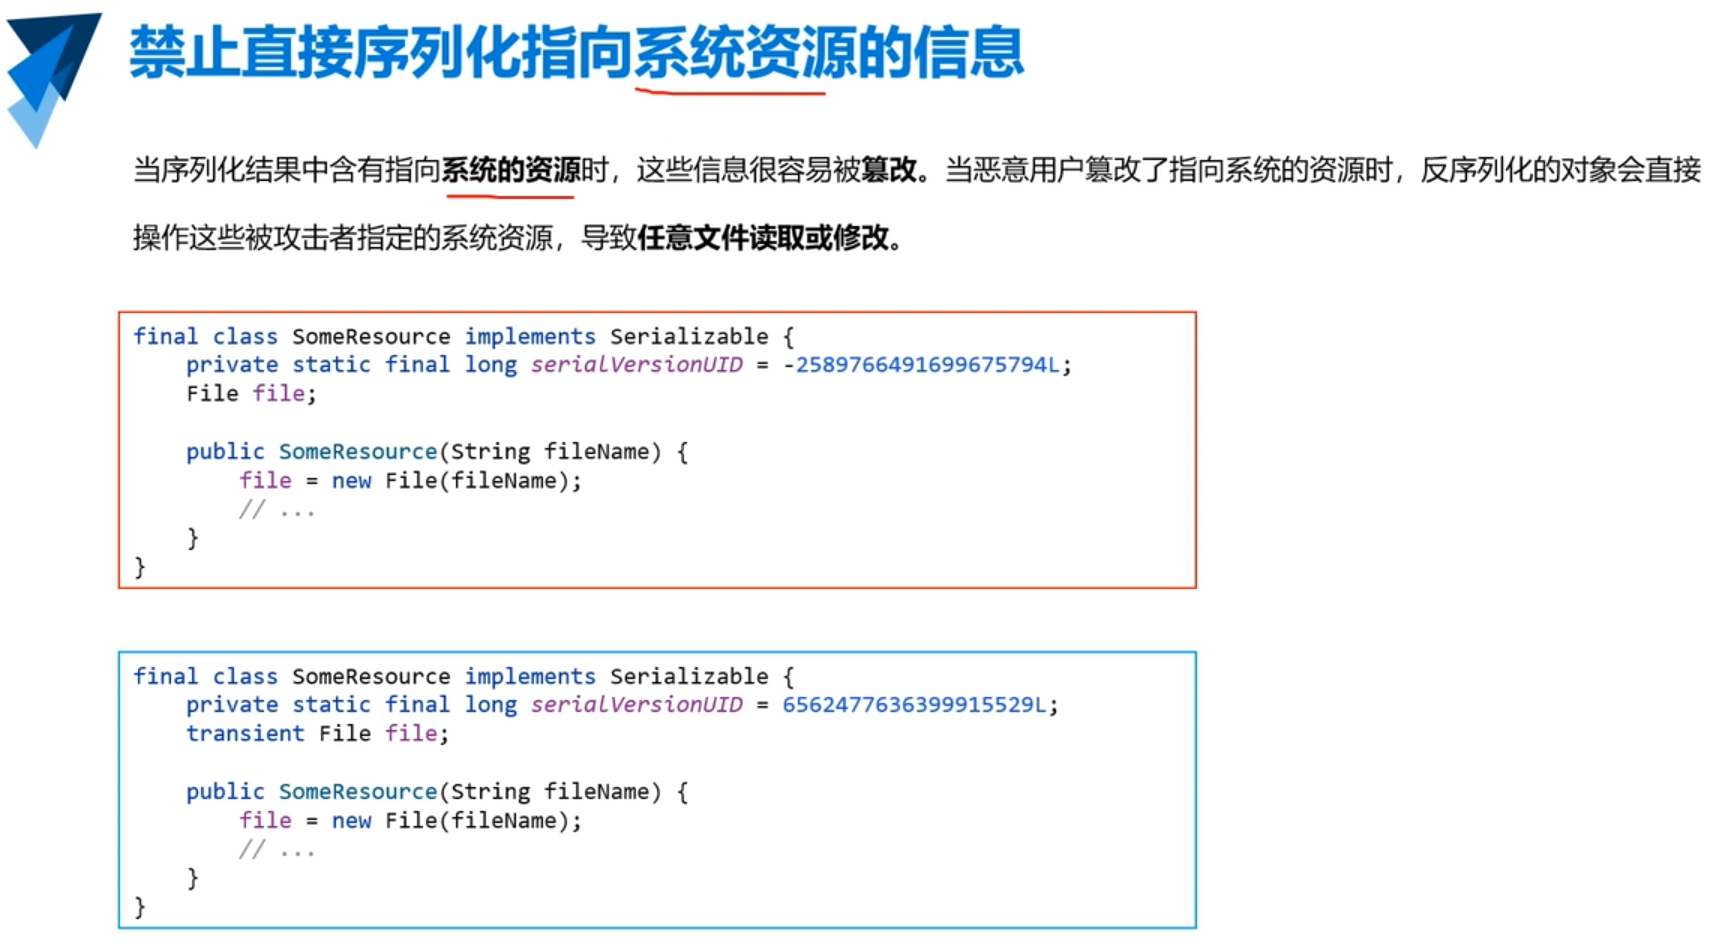 禁止直接序列化指向系统资源的信息
当序列化结果中含有指向系统的资源时，这些信息很容易被篡改。当恶意用户篡改了指向系统的资源时，反序列化的对象会直接
操作这些被攻击者指定的系统资源，导致任意文件读取或修改。
final class SomeResource implements Serializable {
    private static final long serialVersionUID = -2589766491699675794L;
    File file;
    public SomeResource(String fileName) {
        file = new File(fileName);
        // ...
    }
}
final class SomeResource implements Serializable {
    private static final long serialVersionUID = 6562477636399915529L;
    transient File file;
    public SomeResource(String fileName) {
        file = new File(fileName);
        // ...
    }
}